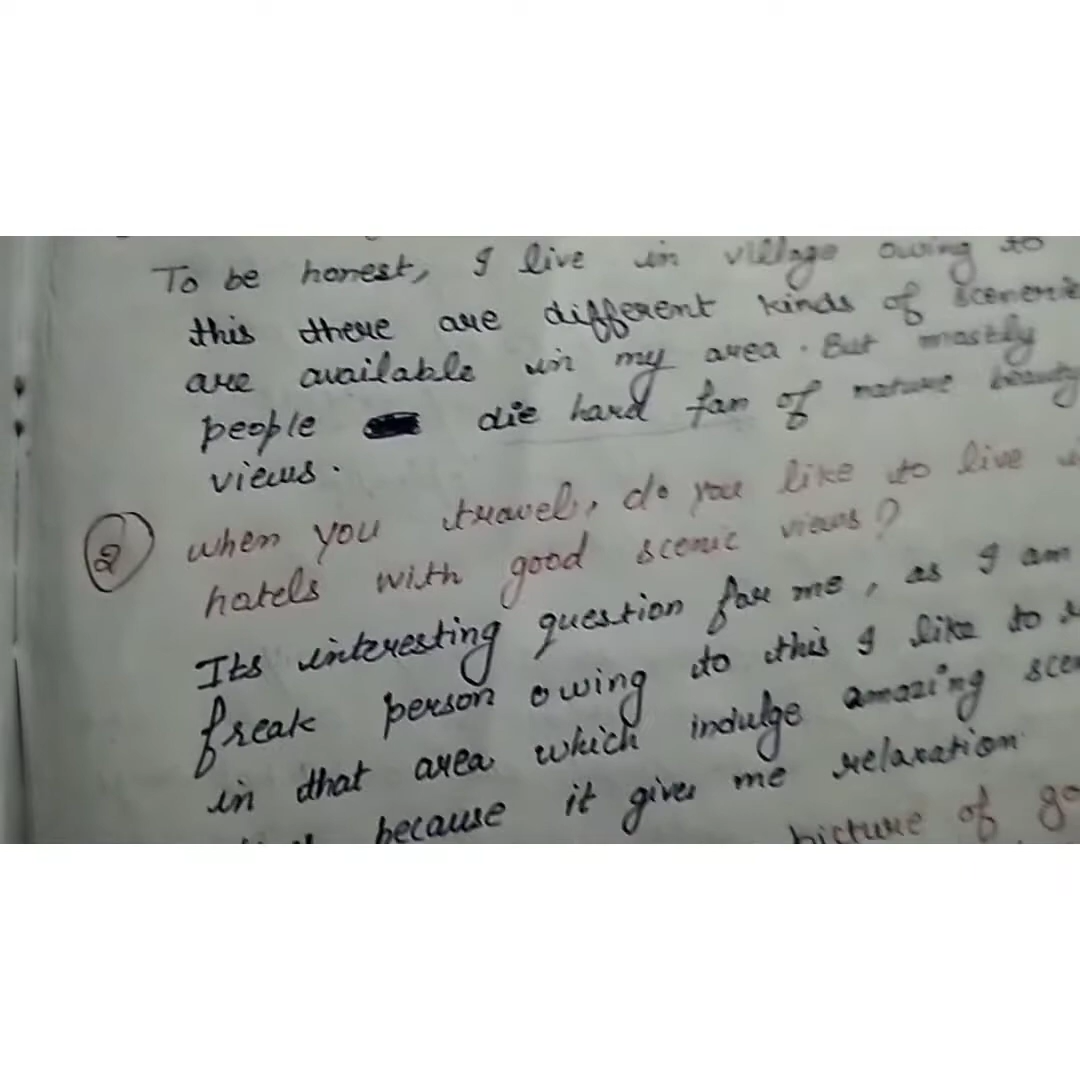 To be honest, I live in village owing to
this there are different kinds of scenerie
are available in my area. But mostly
people die hard fan of nature beauty
views.
② when you travel, do you like to live
hotels with good scenic views?
Its interesting question for me, as I am
freak person owing to this I like to
in that area which indulge amazing
because it gives me relaxation
picture of